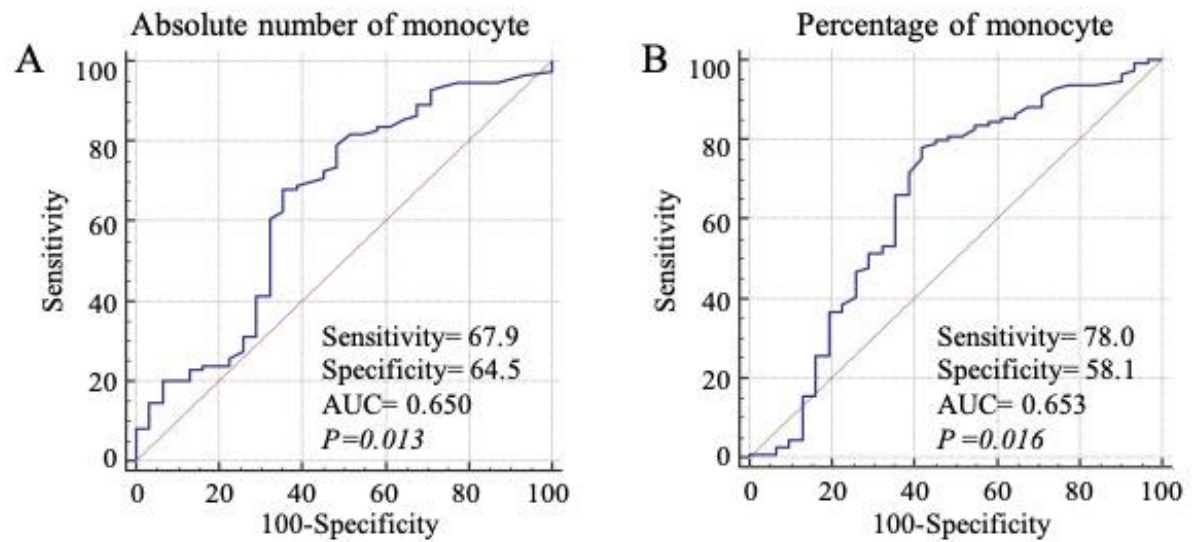 Absolute number of monocyte
A
100
80
60
40
20
0
Sensitivity
Sensitivity= 67.9
Specificity= 64.5
AUC= 0.650
P=0.013
0 20 40 60 80 100
100-Specificity
Percentage of monocyte
B
100
80
60
40
20
0
Sensitivity
Sensitivity= 78.0
Specificity= 58.1
AUC= 0.653
P=0.016
0 20 40 60 80 100
100-Specificity